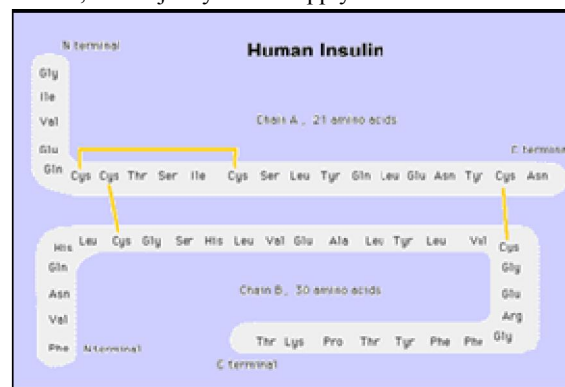 N terminal
Human Insulin
Gly
Ile
Val
Chain A, 21 amino acids
Glu
C terminal
Gln Cys Cys Thr Ser Ile Cys Ser Leu Tyr Gln Leu Glu Asn Tyr Cys Asn
His Leu Cys Gly Ser His Leu Val Glu Ala Leu Tyr Leu Val Cys
Gln Gly
Asn Chain B, 30 amino acids Glu
Val Arg
Phe N terminal Thr Lys Pro Thr Tyr Phe Phe Gly
C terminal